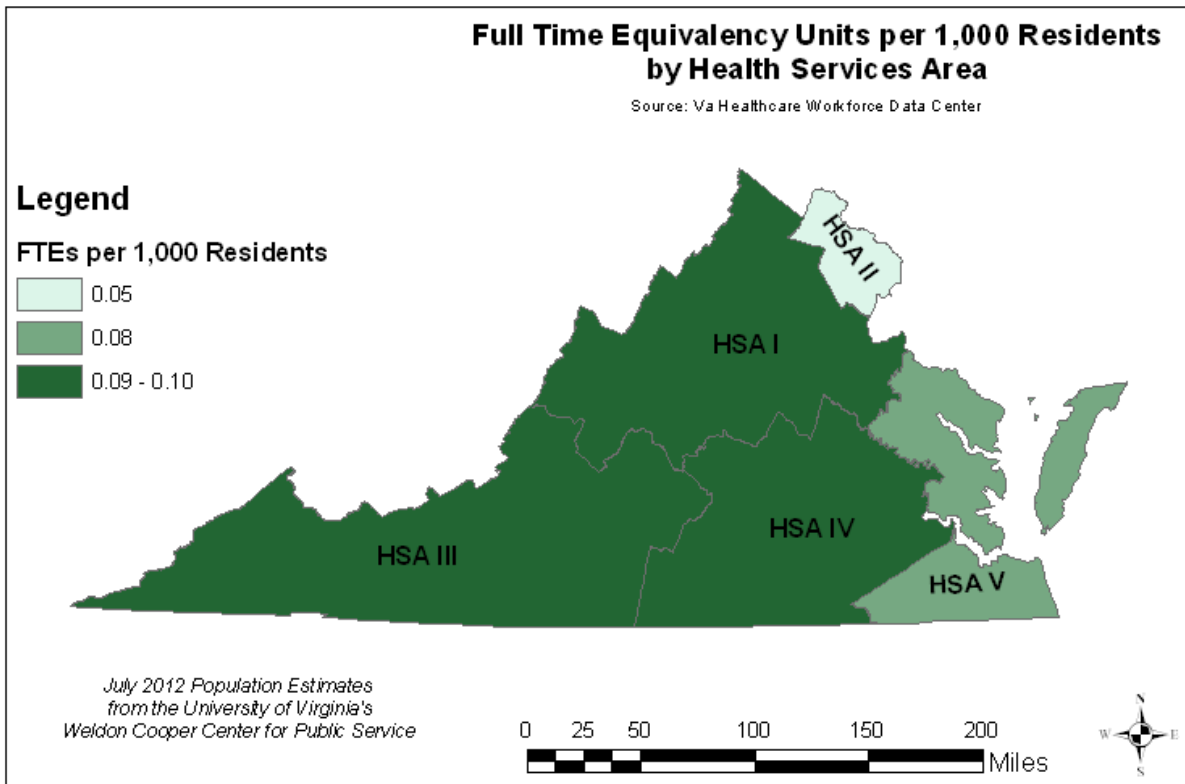 Full Time Equivalency Units per 1,000 Residents
by Health Services Area
Source: Va Healthcare Workforce Data Center
Legend
FTEs per 1,000 Residents
0.05
0.08
0.09 - 0.10
HSA II
HSA I
HSA III
HSA IV
HSA V
July 2012 Population Estimates
from the University of Virginia's
Weldon Cooper Center for Public Service
0 25 50 100 150 200
Miles
N
W E
S